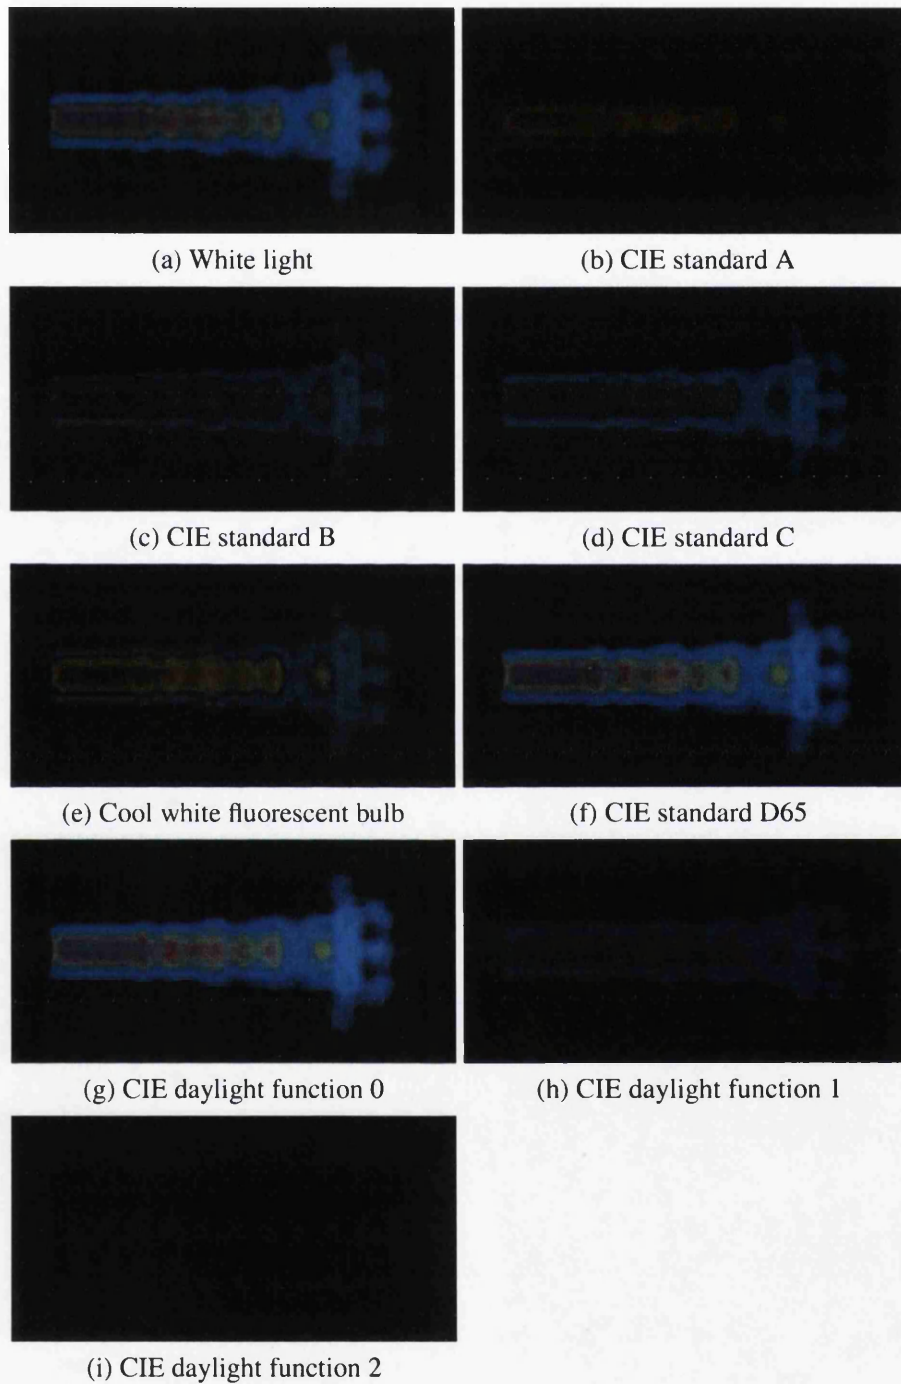 (a) White light
(b) CIE standard A
(c) CIE standard B
(d) CIE standard C
(e) Cool white fluorescent bulb
(f) CIE standard D65
(g) CIE daylight function 0
(h) CIE daylight function 1
(i) CIE daylight function 2